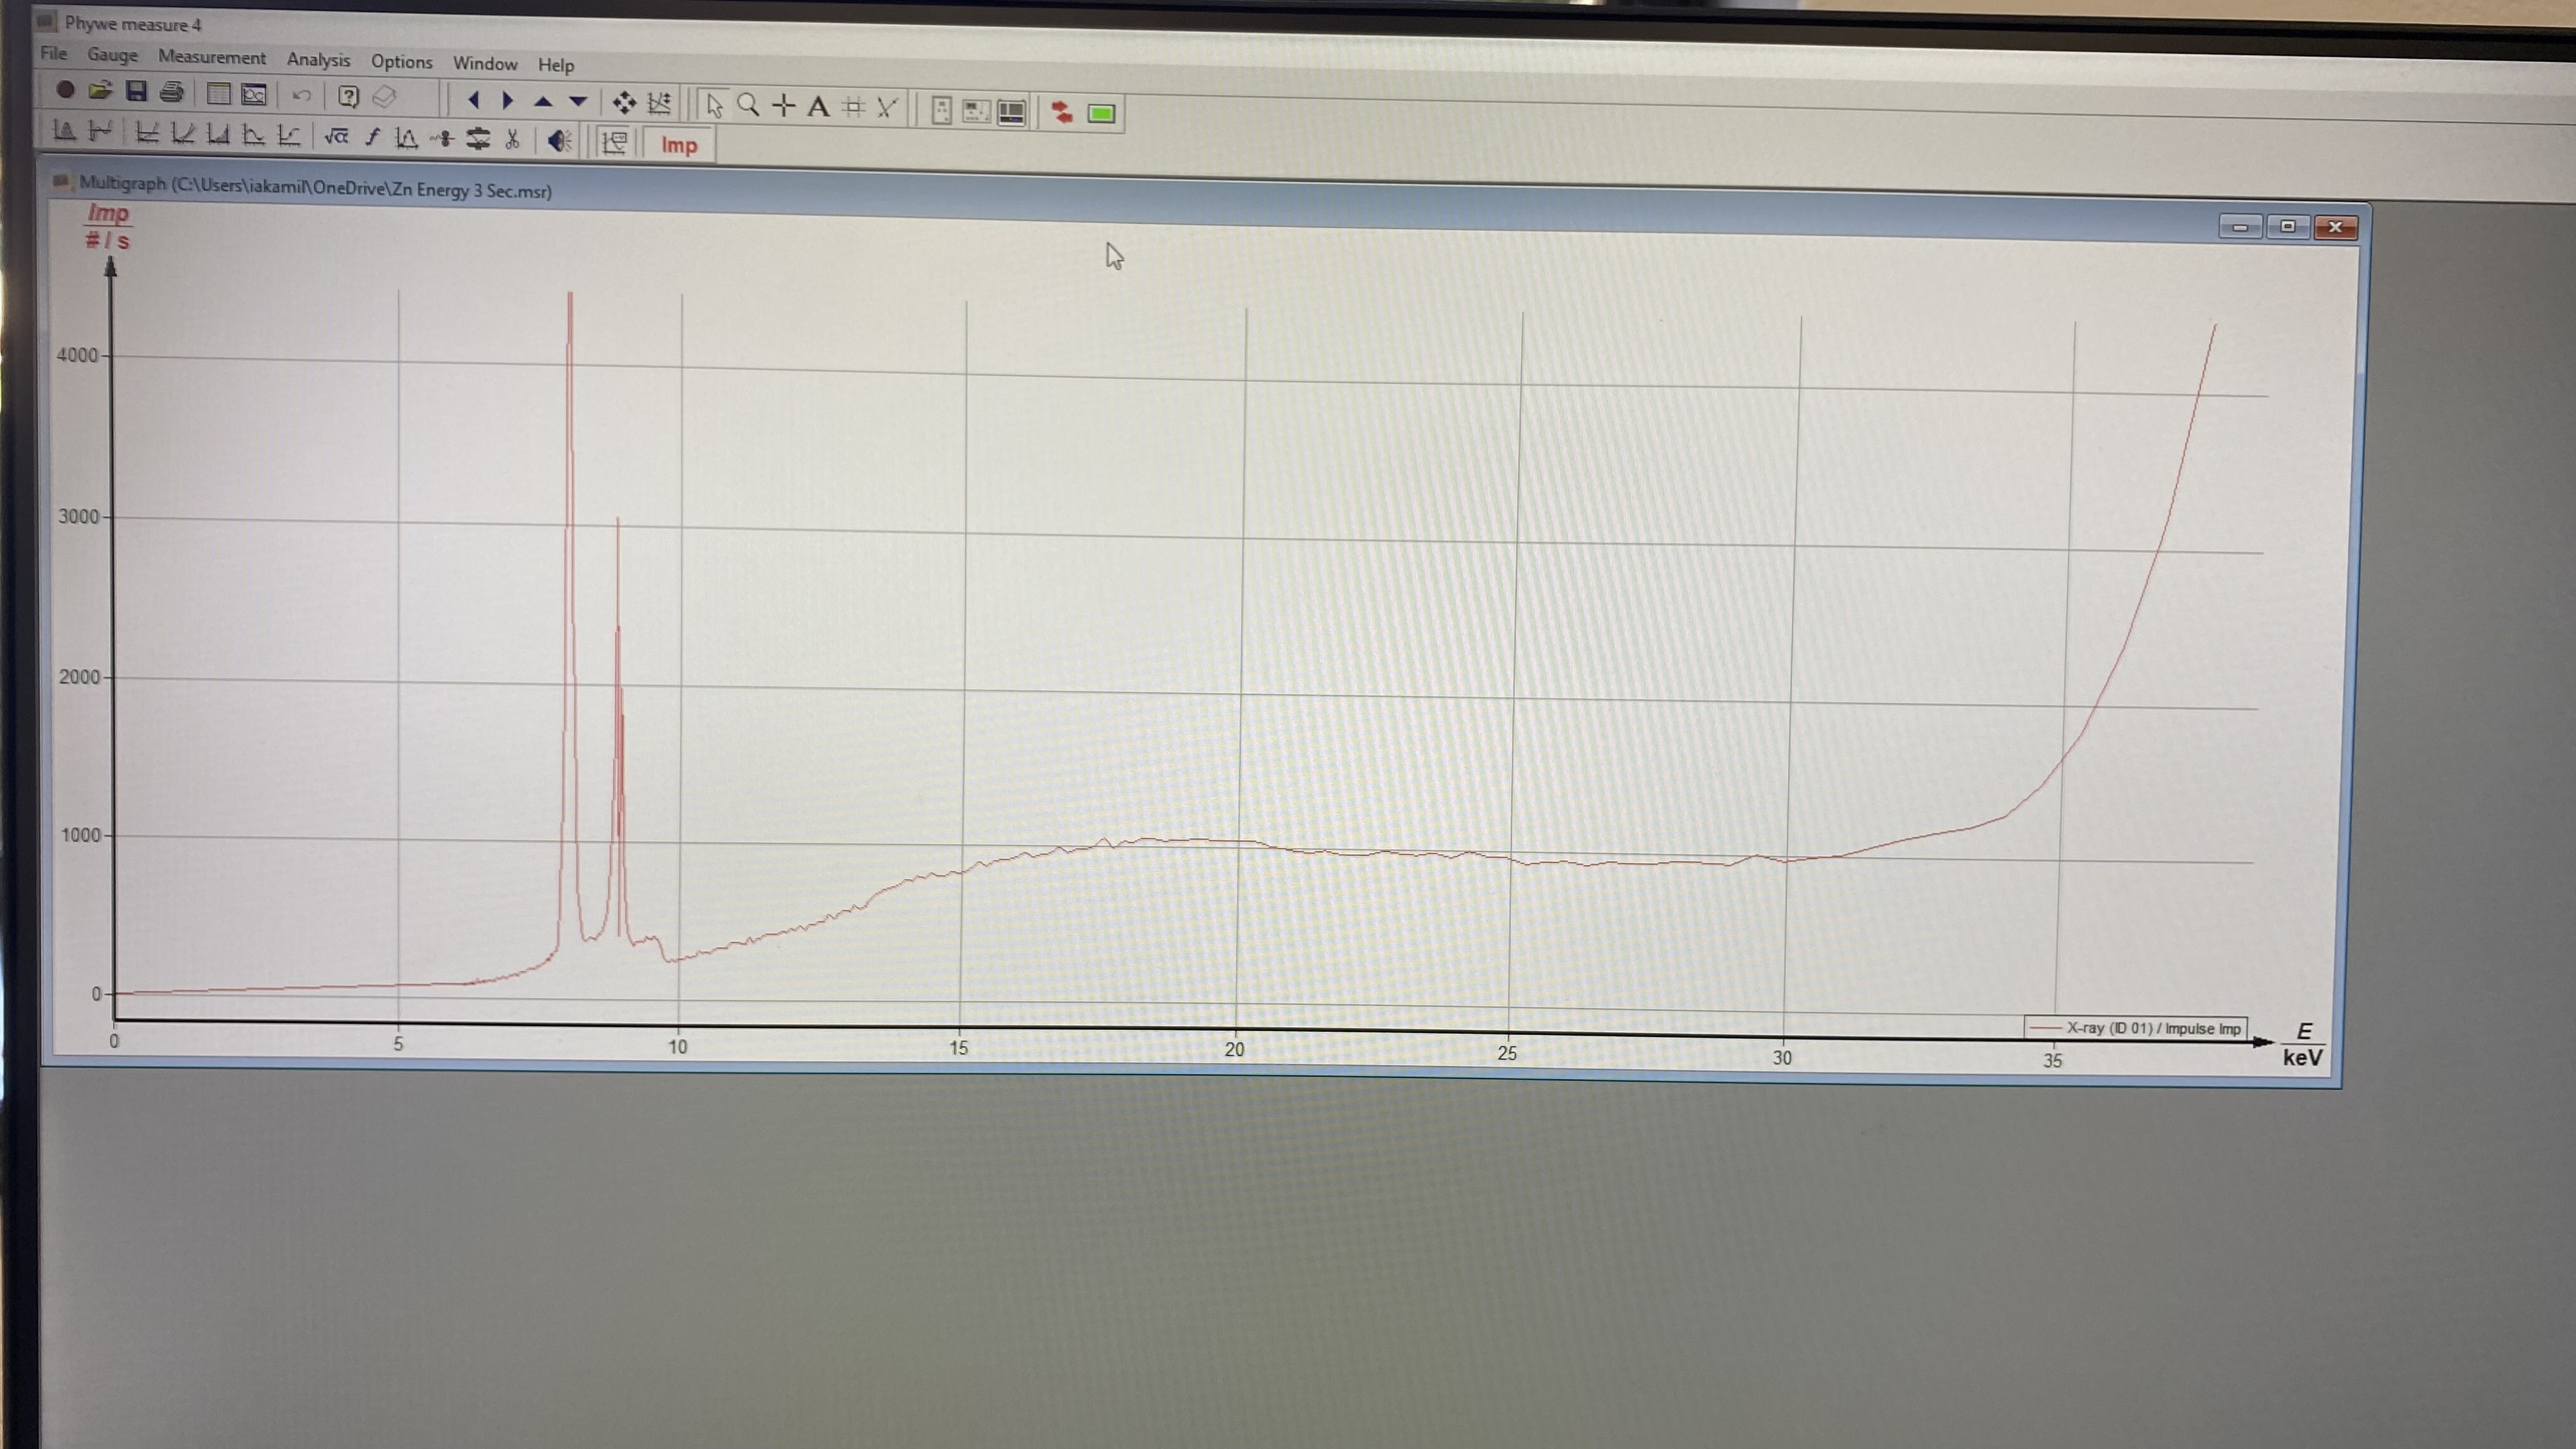 Phywe measure 4
File Gauge Measurement Analysis Options Window Help
Imp
Multigraph (C:\Users\iakamil\OneDrive\Zn Energy 3 Sec.msr)
Imp
# / s
4000
3000
2000
1000
0
0 5 10 15 20 25 30 35
X-ray (ID 01) / Impulse Imp
E
keV